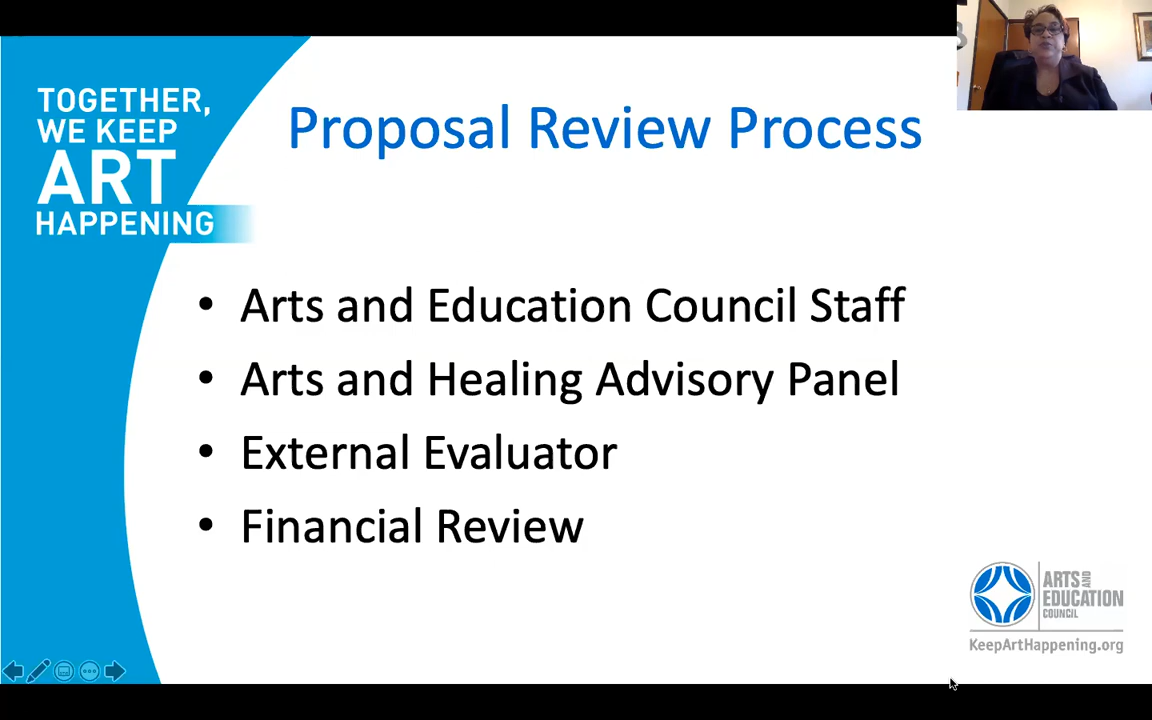 TOGETHER,
WE KEEP
ART
HAPPENING
Proposal Review Process
• Arts and Education Council Staff
• Arts and Healing Advisory Panel
• External Evaluator
• Financial Review
ARTS AND
EDUCATION
COUNCIL
KeepArtHappening.org